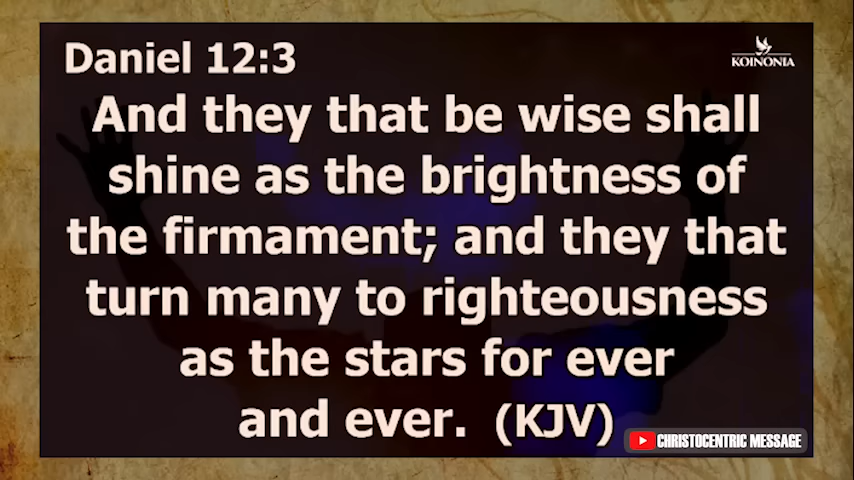 Daniel 12:3
KOINONIA
And they that be wise shall
shine as the brightness of
the firmament; and they that
turn many to righteousness
as the stars for ever
and ever. (KJV)
CHRISTOCENTRIC MESSAGE